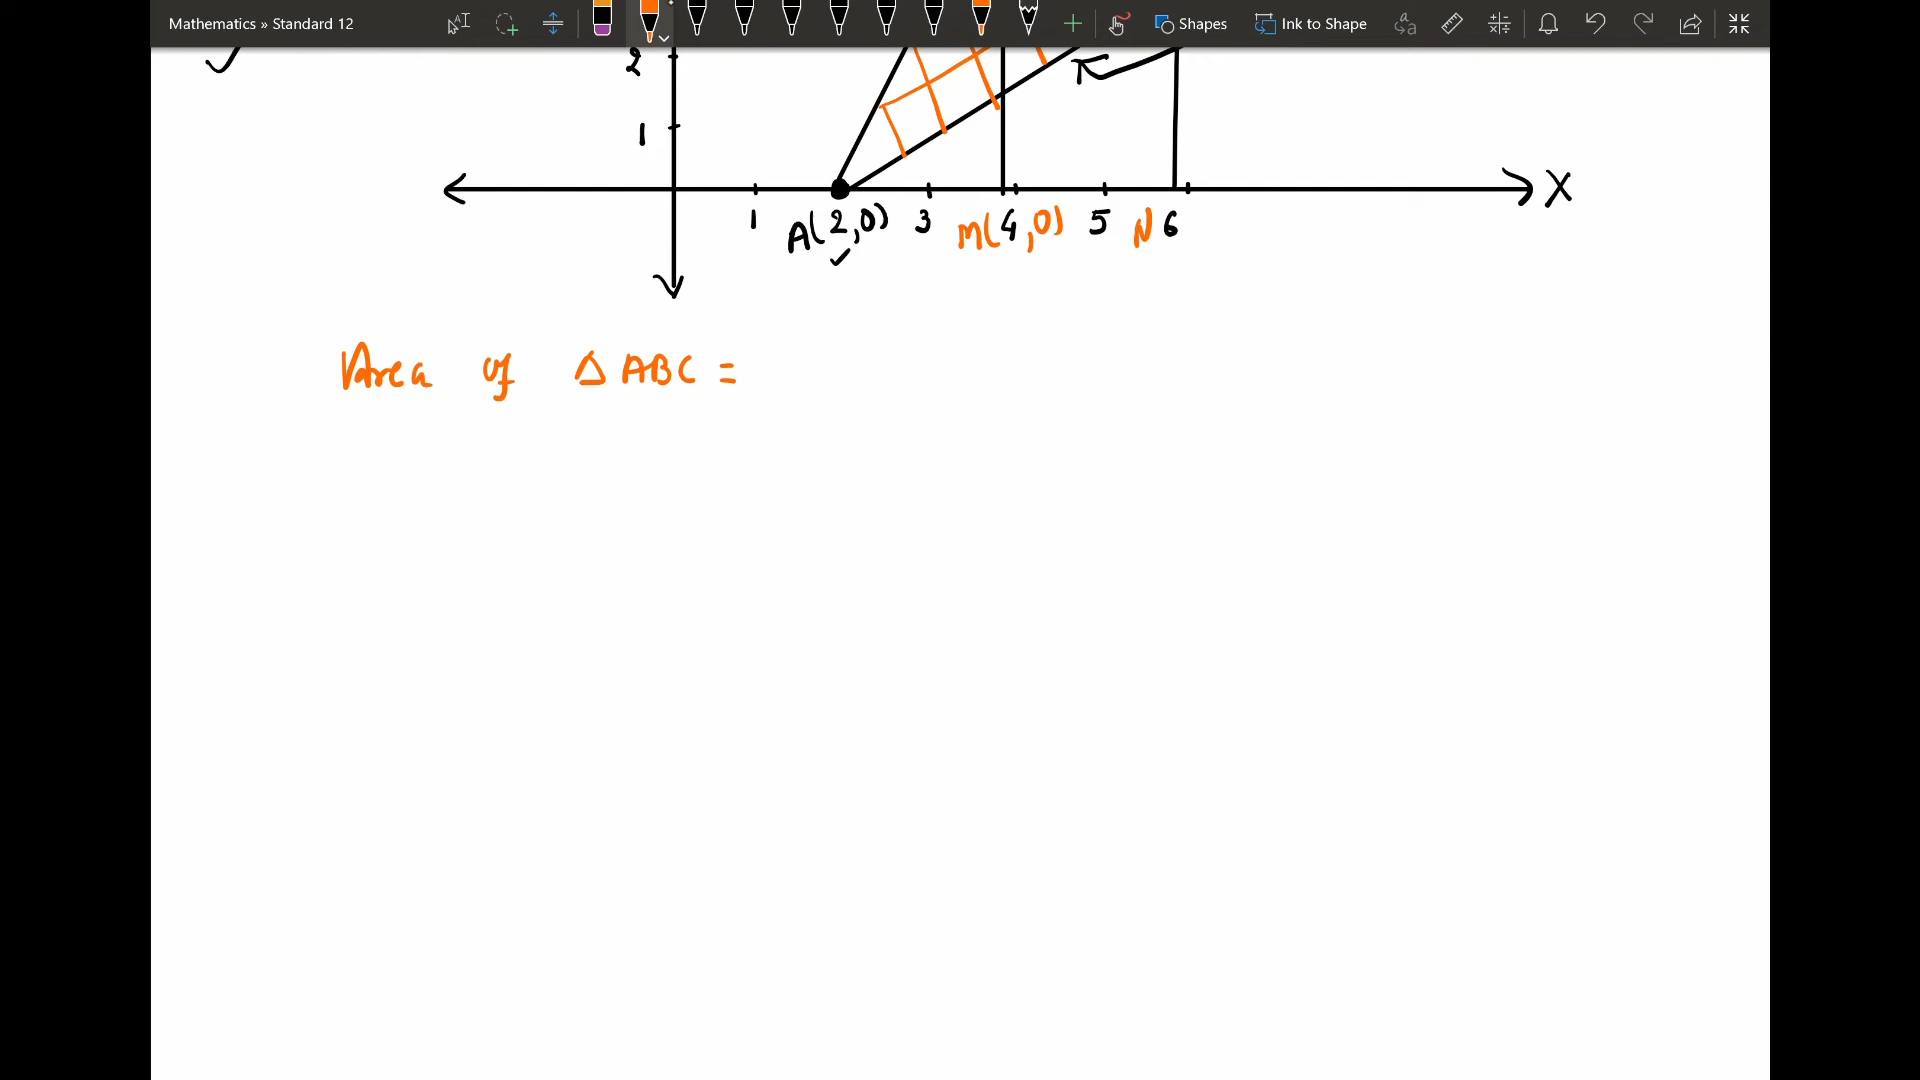 Mathematics » Standard 12
Shapes
Ink to Shape
2
1
X
1 A(2,0) 3 M(4,0) 5 N 6
Area of Δ ABC =